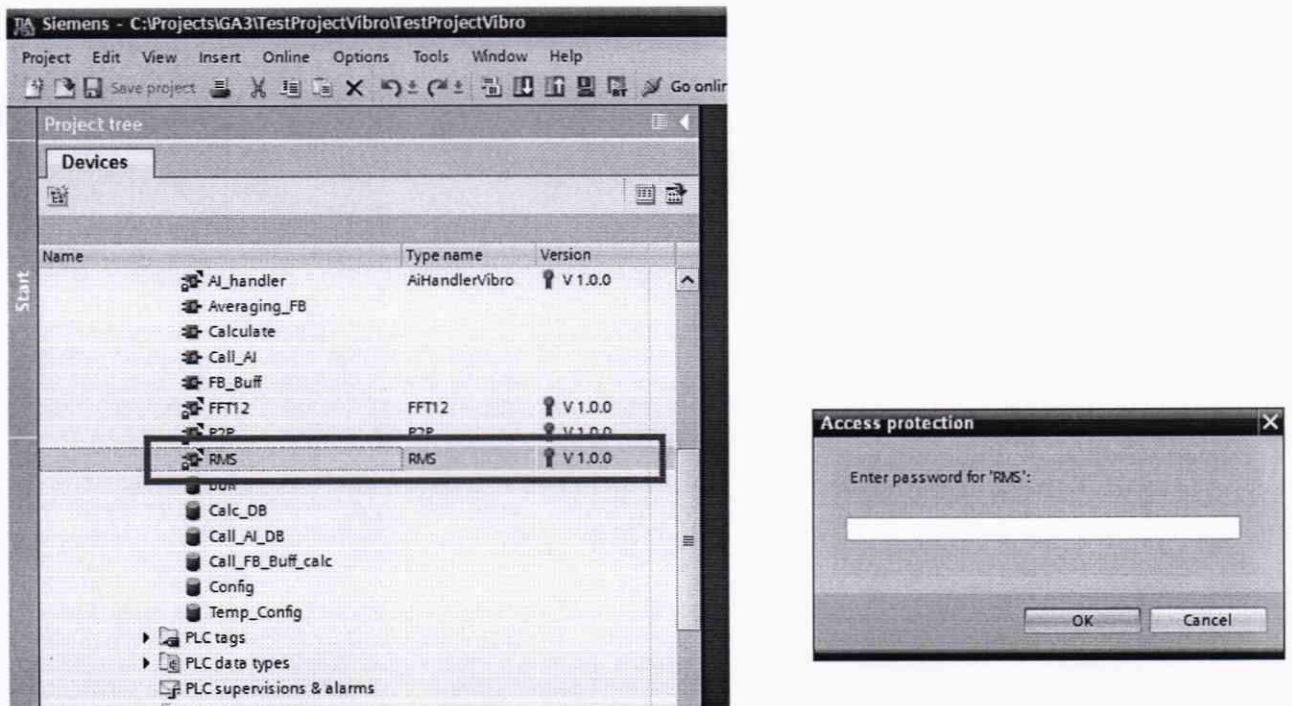 Siemens - C:\Projects\GA3\TestProjectVibro\TestProjectVibro
Project Edit View Insert Online Options Tools Window Help
Save project Go onlin
Project tree
Devices
Start
Name Type name Version
AI_handler AiHandlerVibro V 1.0.0
Averaging_FB
Calculate
Call_AI
FB_Buff
FFT12 FFT12 V 1.0.0
P2P P2P V 1.0.0
RMS RMS V 1.0.0
Calc_DB
Call_AI_DB
Call_FB_Buff_calc
Config
Temp_Config
PLC tags
PLC data types
PLC supervisions & alarms
Access protection
Enter password for 'RMS':
OK Cancel